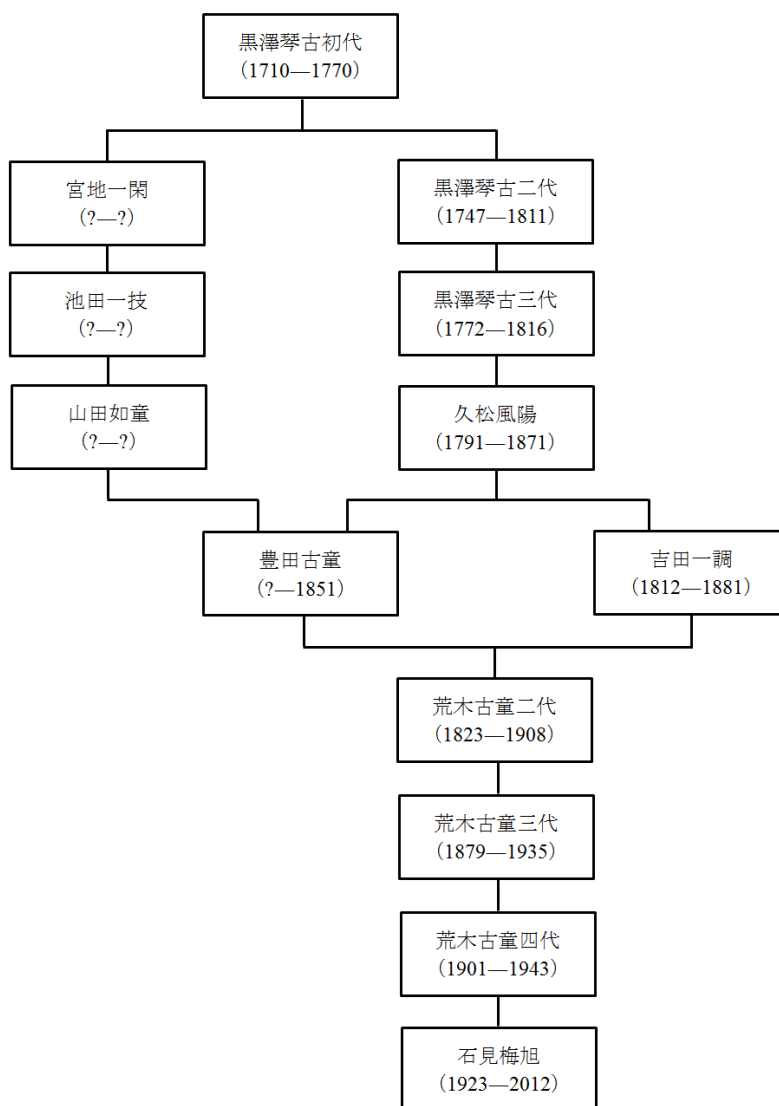 黒澤琴古初代
（1710—1770）
宮地一閑
（?—?）
黒澤琴古二代
（1747—1811）
池田一技
（?—?）
黒澤琴古三代
（1772—1816）
山田如童
（?—?）
久松風陽
（1791—1871）
豊田古童
（?—1851）
吉田一調
（1812—1881）
荒木古童二代
（1823—1908）
荒木古童三代
（1879—1935）
荒木古童四代
（1901—1943）
石見梅旭
（1923—2012）